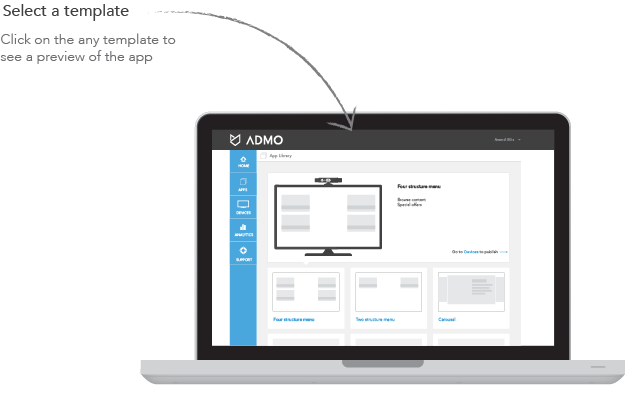 Select a template
Click on the any template to
see a preview of the app
ADMO
App Library
HOME
APPS
DEVICES
ANALYTICS
SUPPORT
Four structure menu
Browse content
Special offers
Go to Devices to publish
Four structure menu
Two structure menu
Carousel